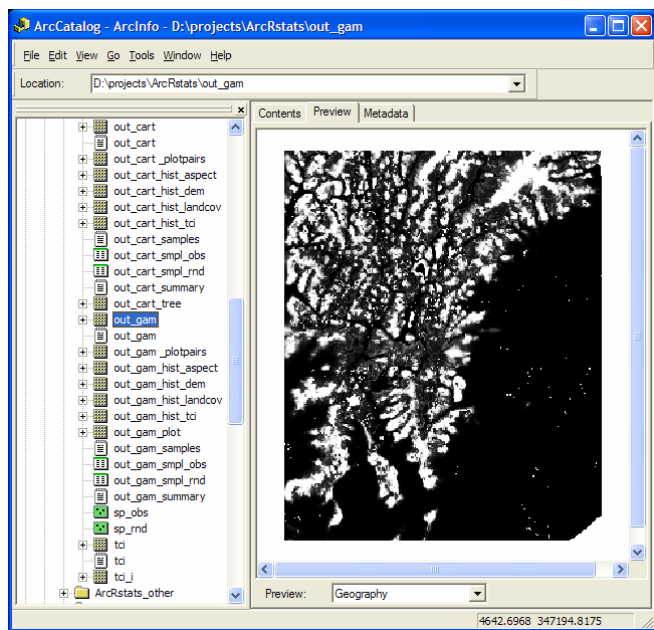 ArcCatalog - ArcInfo - D:\projects\ArcRstats\out_gam
File Edit View Go Tools Window Help
Location: D:\projects\ArcRstats\out_gam
Contents Preview Metadata
out_cart
out_cart
out_cart _plotpairs
out_cart_hist_aspect
out_cart_hist_dem
out_cart_hist_landcov
out_cart_hist_tci
out_cart_samples
out_cart_smpl_obs
out_cart_smpl_rnd
out_cart_summary
out_cart_tree
out_gam
out_gam
out_gam _plotpairs
out_gam_hist_aspect
out_gam_hist_dem
out_gam_hist_landcov
out_gam_hist_tci
out_gam_plot
out_gam_samples
out_gam_smpl_obs
out_gam_smpl_rnd
out_gam_summary
sp_obs
sp_rnd
tci
tci
tci_i
ArcRstats_other
Preview: Geography
4642.6968 347194.8175